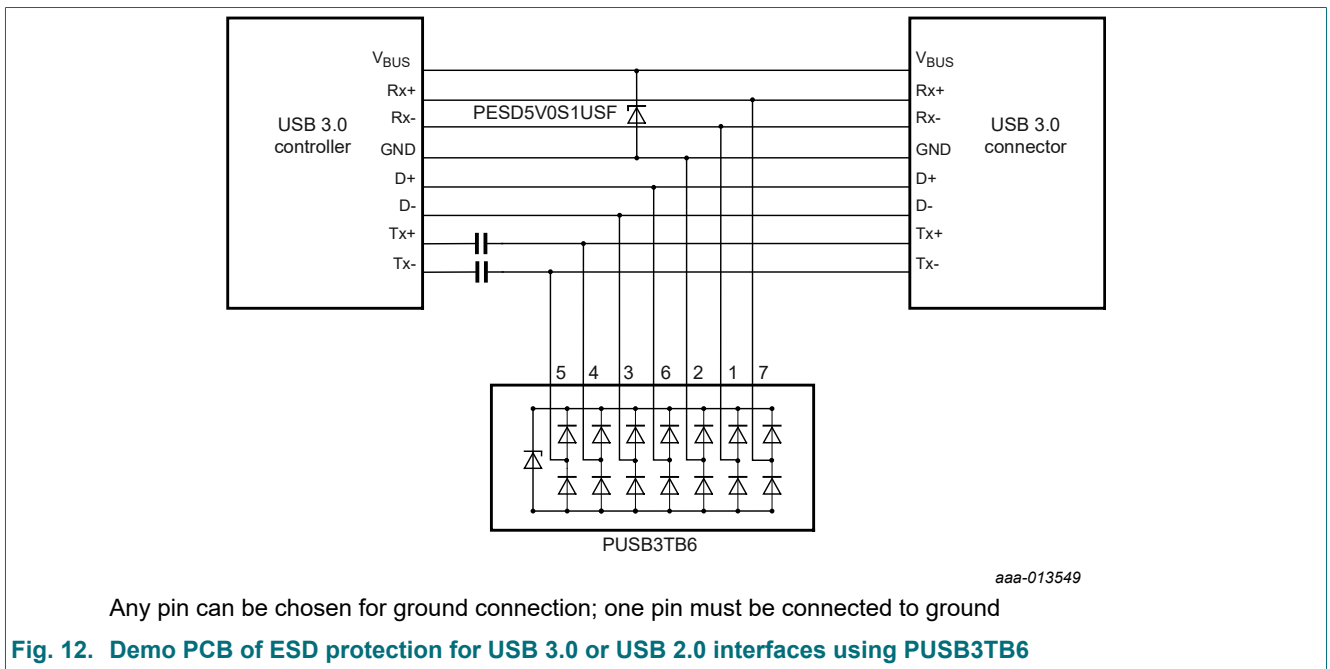 VBUS
Rx+
Rx-
GND
D+
D-
Tx+
Tx-
USB 3.0
controller
PESD5V0S1USF
VBUS
Rx+
Rx-
GND
D+
D-
Tx+
Tx-
USB 3.0
connector
5 4 3 6 2 1 7
PUSB3TB6
aaa-013549
Any pin can be chosen for ground connection; one pin must be connected to ground
Fig. 12. Demo PCB of ESD protection for USB 3.0 or USB 2.0 interfaces using PUSB3TB6